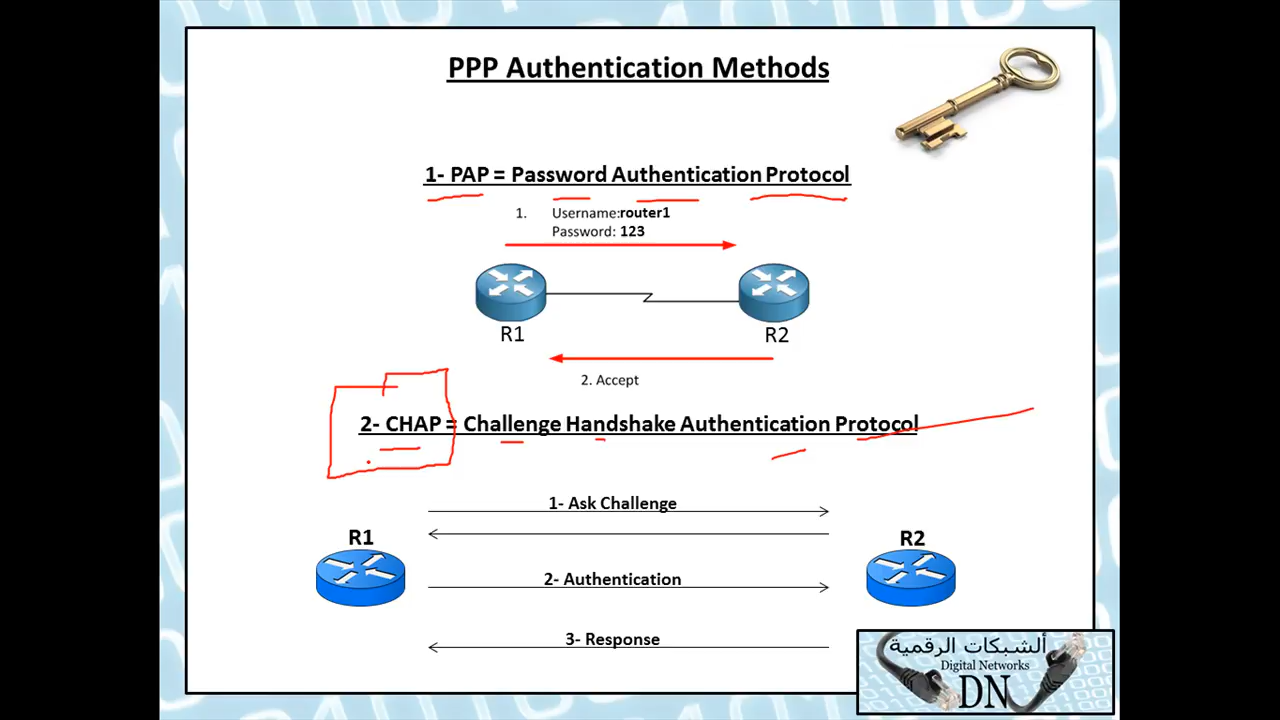 PPP Authentication Methods
1- PAP = Password Authentication Protocol
1. Username:router1
Password: 123
R1
R2
2. Accept
2- CHAP = Challenge Handshake Authentication Protocol
1- Ask Challenge
R1
R2
2- Authentication
3- Response
ألشبكات الرقمية
Digital Networks
DN